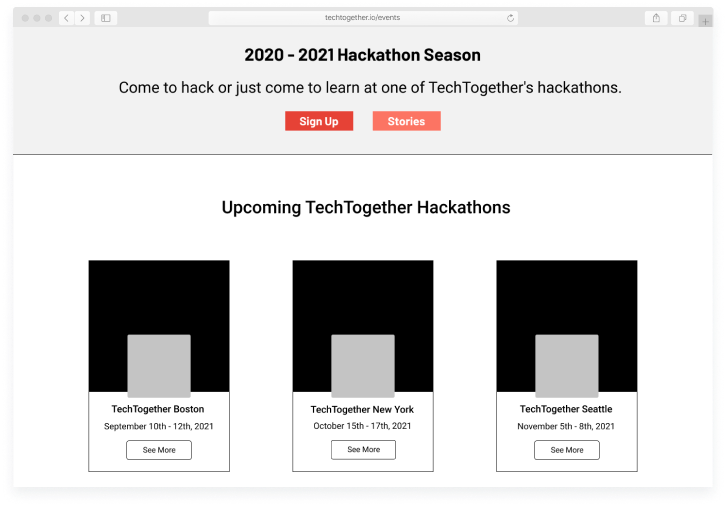 techtogether.io/events
2020 - 2021 Hackathon Season
Come to hack or just come to learn at one of TechTogether's hackathons.
Sign Up
Stories
Upcoming TechTogether Hackathons
TechTogether Boston
September 10th - 12th, 2021
See More
TechTogether New York
October 15th - 17th, 2021
See More
TechTogether Seattle
November 5th - 8th, 2021
See More